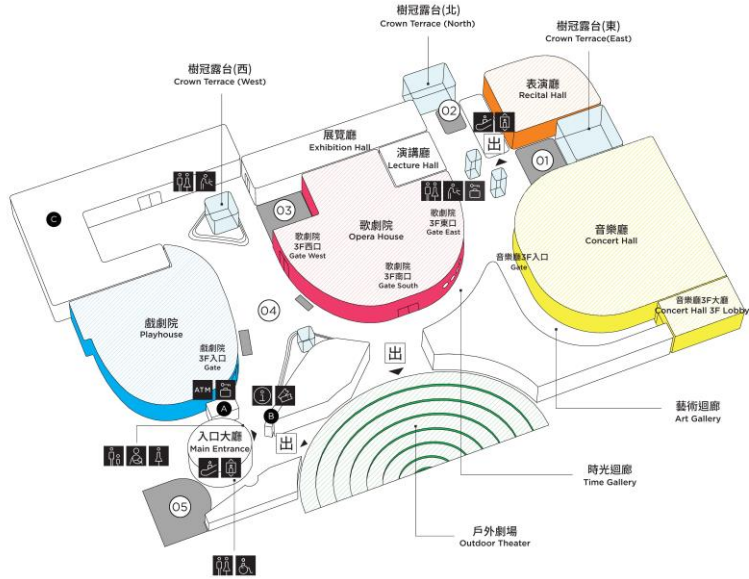 樹冠露台(北)
Crown Terrace (North)
樹冠露台(東)
Crown Terrace(East)
樹冠露台(西)
Crown Terrace (West)
表演廳
Recital Hall
02
展覽廳
Exhibition Hall
演講廳
Lecture Hall
出
01
C
03
歌劇院
3F西口
Gate West
歌劇院
Opera House
歌劇院
3F東口
Gate East
歌劇院
3F南口
Gate South
音樂廳
Concert Hall
音樂廳3F入口
Gate
音樂廳3F大廳
Concert Hall 3F Lobby
04
戲劇院
Playhouse
戲劇院
3F入口
Gate
出
ATM
A
B
入口大廳
Main Entrance
出
藝術迴廊
Art Gallery
時光迴廊
Time Gallery
05
戶外劇場
Outdoor Theater